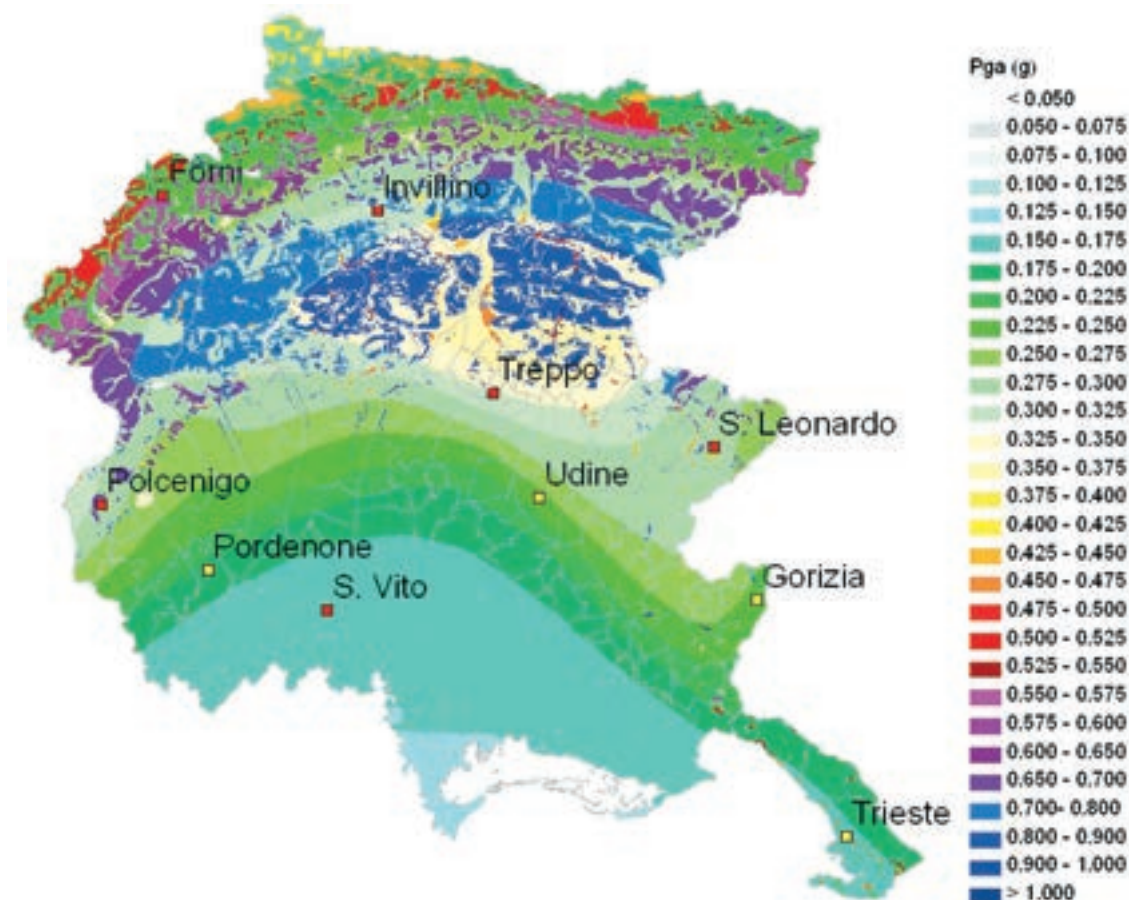 Pga (g)
< 0.050
0.050 - 0.075
0.075 - 0.100
0.100 - 0.125
0.125 - 0.150
0.150 - 0.175
0.175 - 0.200
0.200 - 0.225
0.225 - 0.250
0.250 - 0.275
0.275 - 0.300
0.300 - 0.325
0.325 - 0.350
0.350 - 0.375
0.375 - 0.400
0.400 - 0.425
0.425 - 0.450
0.450 - 0.475
0.475 - 0.500
0.500 - 0.525
0.525 - 0.550
0.550 - 0.575
0.575 - 0.600
0.600 - 0.650
0.650 - 0.700
0.700- 0.800
0.800 - 0.900
0.900 - 1.000
> 1.000
Forni
Invillino
Treppo
S. Leonardo
Polcenigo
Udine
Pordenone
S. Vito
Gorizia
Trieste